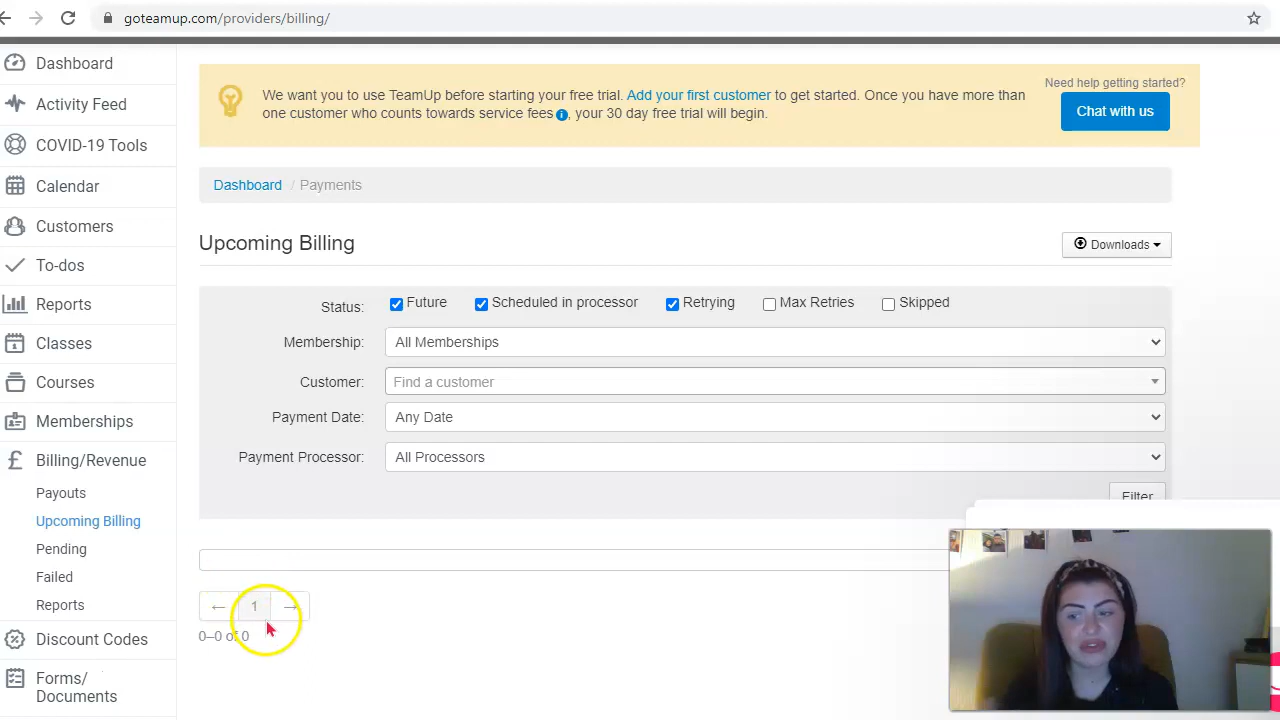 goteamup.com/providers/billing/
Dashboard
Activity Feed
COVID-19 Tools
Calendar
Customers
To-dos
Reports
Classes
Courses
Memberships
£ Billing/Revenue
Payouts
Upcoming Billing
Pending
Failed
Reports
Discount Codes
Forms/
Documents
We want you to use TeamUp before starting your free trial. Add your first customer to get started. Once you have more than
one customer who counts towards service fees i, your 30 day free trial will begin.
Need help getting started?
Chat with us
Dashboard / Payments
Upcoming Billing
Downloads
Status: Future Scheduled in processor Retrying Max Retries Skipped
Membership: All Memberships
Customer: Find a customer
Payment Date: Any Date
Payment Processor: All Processors
Filter
← 1 →
0–0 of 0